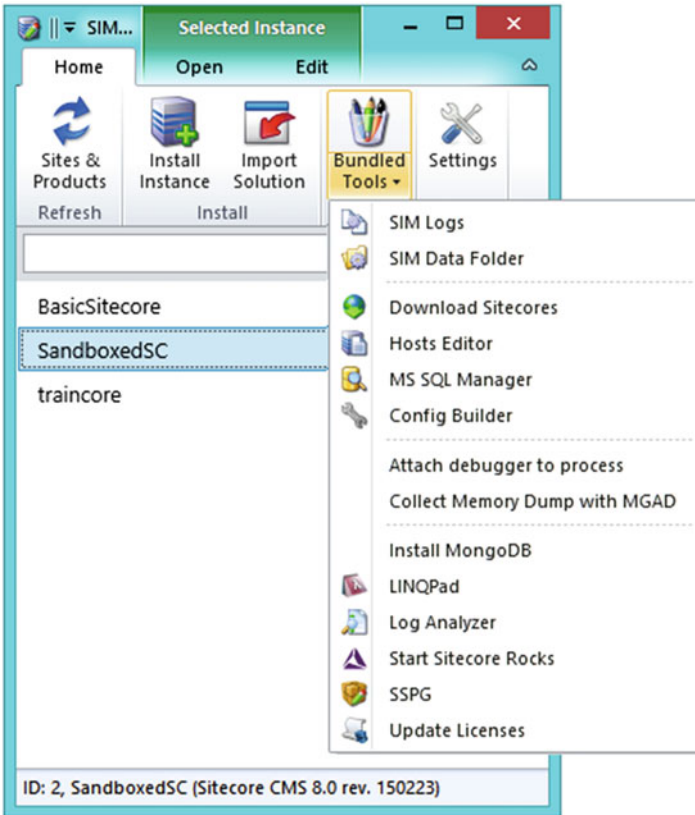 SIM...
Selected Instance
Home
Open
Edit
Sites &
Products
Install
Instance
Import
Solution
Bundled
Tools
Settings
Refresh
Install
SIM Logs
SIM Data Folder
Download Sitecores
Hosts Editor
MS SQL Manager
Config Builder
Attach debugger to process
Collect Memory Dump with MGAD
Install MongoDB
LINQPad
Log Analyzer
Start Sitecore Rocks
SSPG
Update Licenses
BasicSitecore
SandboxedSC
traincore
ID: 2, SandboxedSC (Sitecore CMS 8.0 rev. 150223)